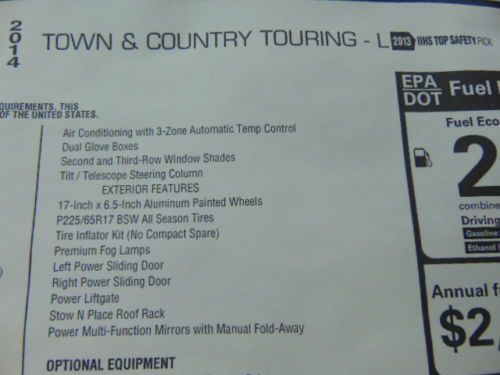 2014
TOWN & COUNTRY TOURING - L 2013 IIHS TOP SAFETY PICK
EPA
DOT
Fuel
QUIREMENTS. THIS
OF THE UNITED STATES.
Air Conditioning with 3-Zone Automatic Temp Control
Dual Glove Boxes
Second and Third-Row Window Shades
Tilt / Telescope Steering Column
EXTERIOR FEATURES
17-Inch x 6.5-Inch Aluminum Painted Wheels
P225/65R17 BSW All Season Tires
Tire Inflator Kit (No Compact Spare)
Premium Fog Lamps
Left Power Sliding Door
Right Power Sliding Door
Power Liftgate
Stow N Place Roof Rack
Power Multi-Function Mirrors with Manual Fold-Away
OPTIONAL EQUIPMENT
Fuel Eco
2
combine
Driving
Gasoline:
Ethanol
Annual f
$2,